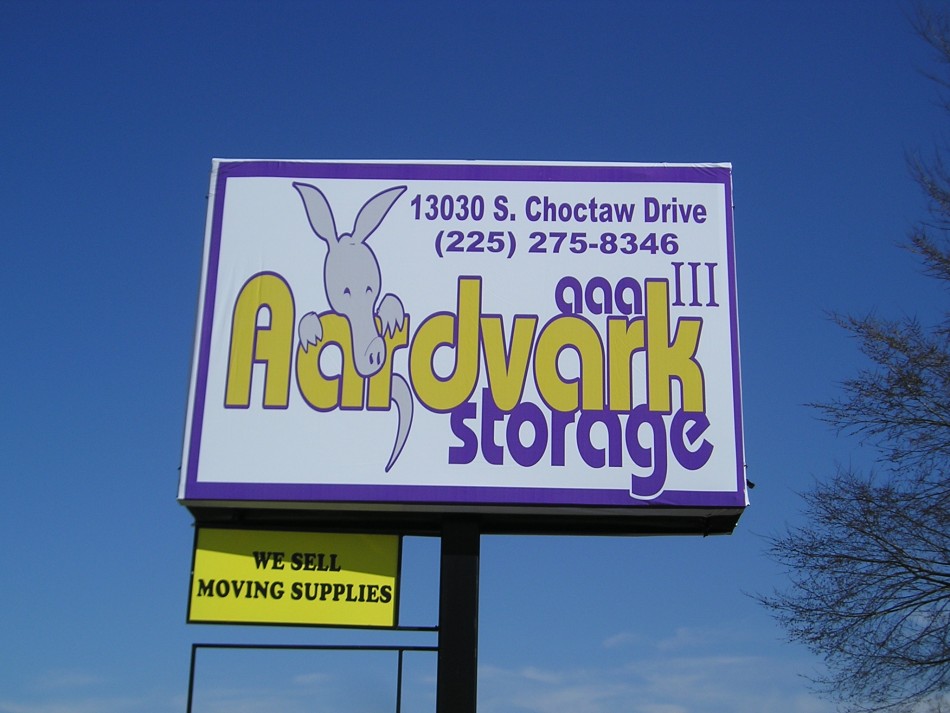 13030 S. Choctaw Drive
(225) 275-8346
aaa III
Aardvark
storage
WE SELL
MOVING SUPPLIES